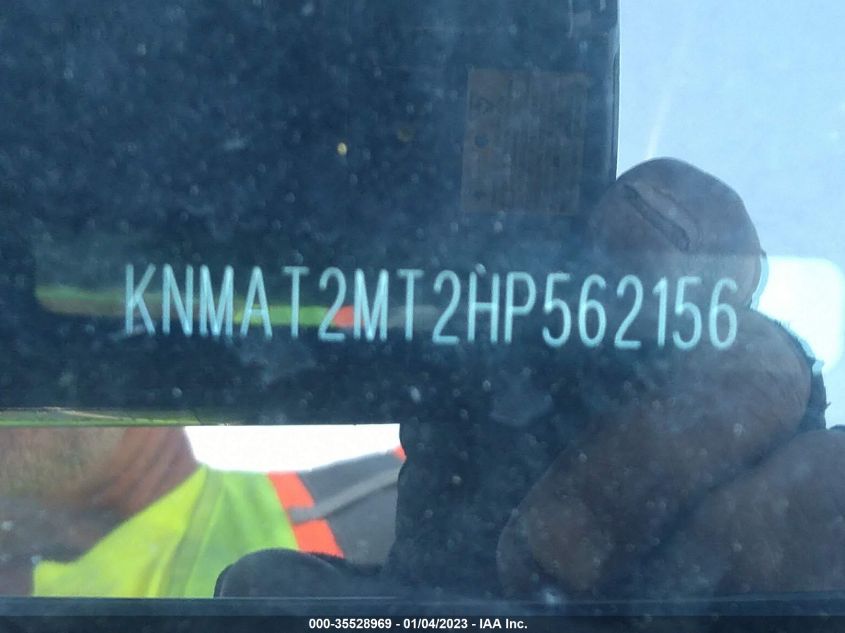 KNMAT2MT2HP562156
000-35528969 - 01/04/2023 - IAA Inc.